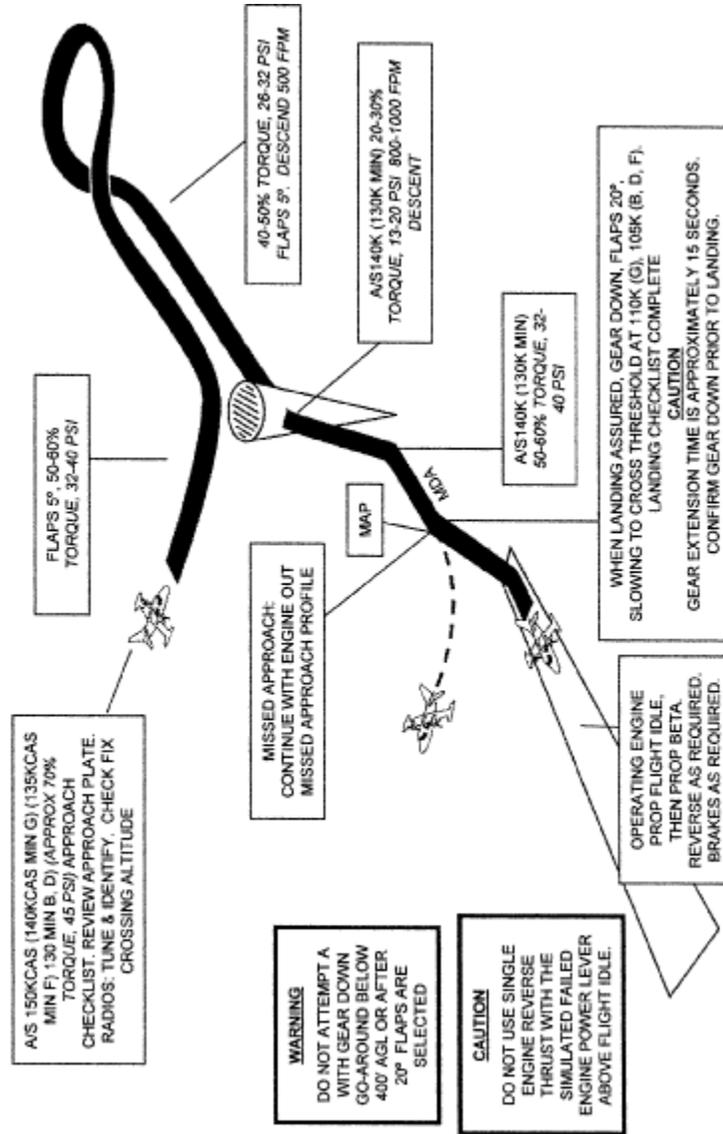 A/S 150KCAS (140KCAS MIN G) (135KCAS
MIN F) 130 MIN B, D) (APPROX 70%
TORQUE, 45 PSI) APPROACH
CHECKLIST. REVIEW APPROACH PLATE.
RADIOS: TUNE & IDENTIFY. CHECK FIX
CROSSING ALTITUDE
FLAPS 5º, 50-60%
TORQUE, 32-40 PSI
40-50% TORQUE, 26-32 PSI
FLAPS 5º. DESCEND 500 FPM
A/S140K (130K MIN) 20-30%
TORQUE, 13-20 PSI 800-1000 FPM
DESCENT
A/S140K (130K MIN)
50-60% TORQUE, 32-
40 PSI
MDA
MAP
MISSED APPROACH:
CONTINUE WITH ENGINE OUT
MISSED APPROACH PROFILE
WHEN LANDING ASSURED, GEAR DOWN, FLAPS 20º,
SLOWING TO CROSS THRESHOLD AT 110K (G), 105K (B, D, F).
LANDING CHECKLIST COMPLETE
CAUTION
GEAR EXTENSION TIME IS APPROXIMATELY 15 SECONDS.
CONFIRM GEAR DOWN PRIOR TO LANDING.
OPERATING ENGINE
PROP FLIGHT IDLE,
THEN PROP BETA.
REVERSE AS REQUIRED.
BRAKES AS REQUIRED.
WARNING
DO NOT ATTEMPT A
WITH GEAR DOWN
GO-AROUND BELOW
400' AGL OR AFTER
20º FLAPS ARE
SELECTED
CAUTION
DO NOT USE SINGLE
ENGINE REVERSE
THRUST WITH THE
SIMULATED FAILED
ENGINE POWER LEVER
ABOVE FLIGHT IDLE.